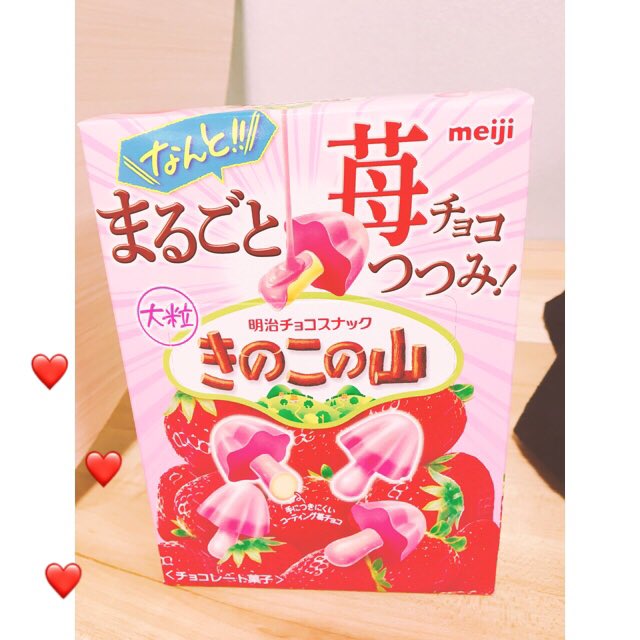 なんと!!
meiji
まるごと
苺チョコ
つつみ!
大粒
明治チョコスナック
きのこの山
手につきにくい
コーティング苺チョコ
<チョコレート菓子>